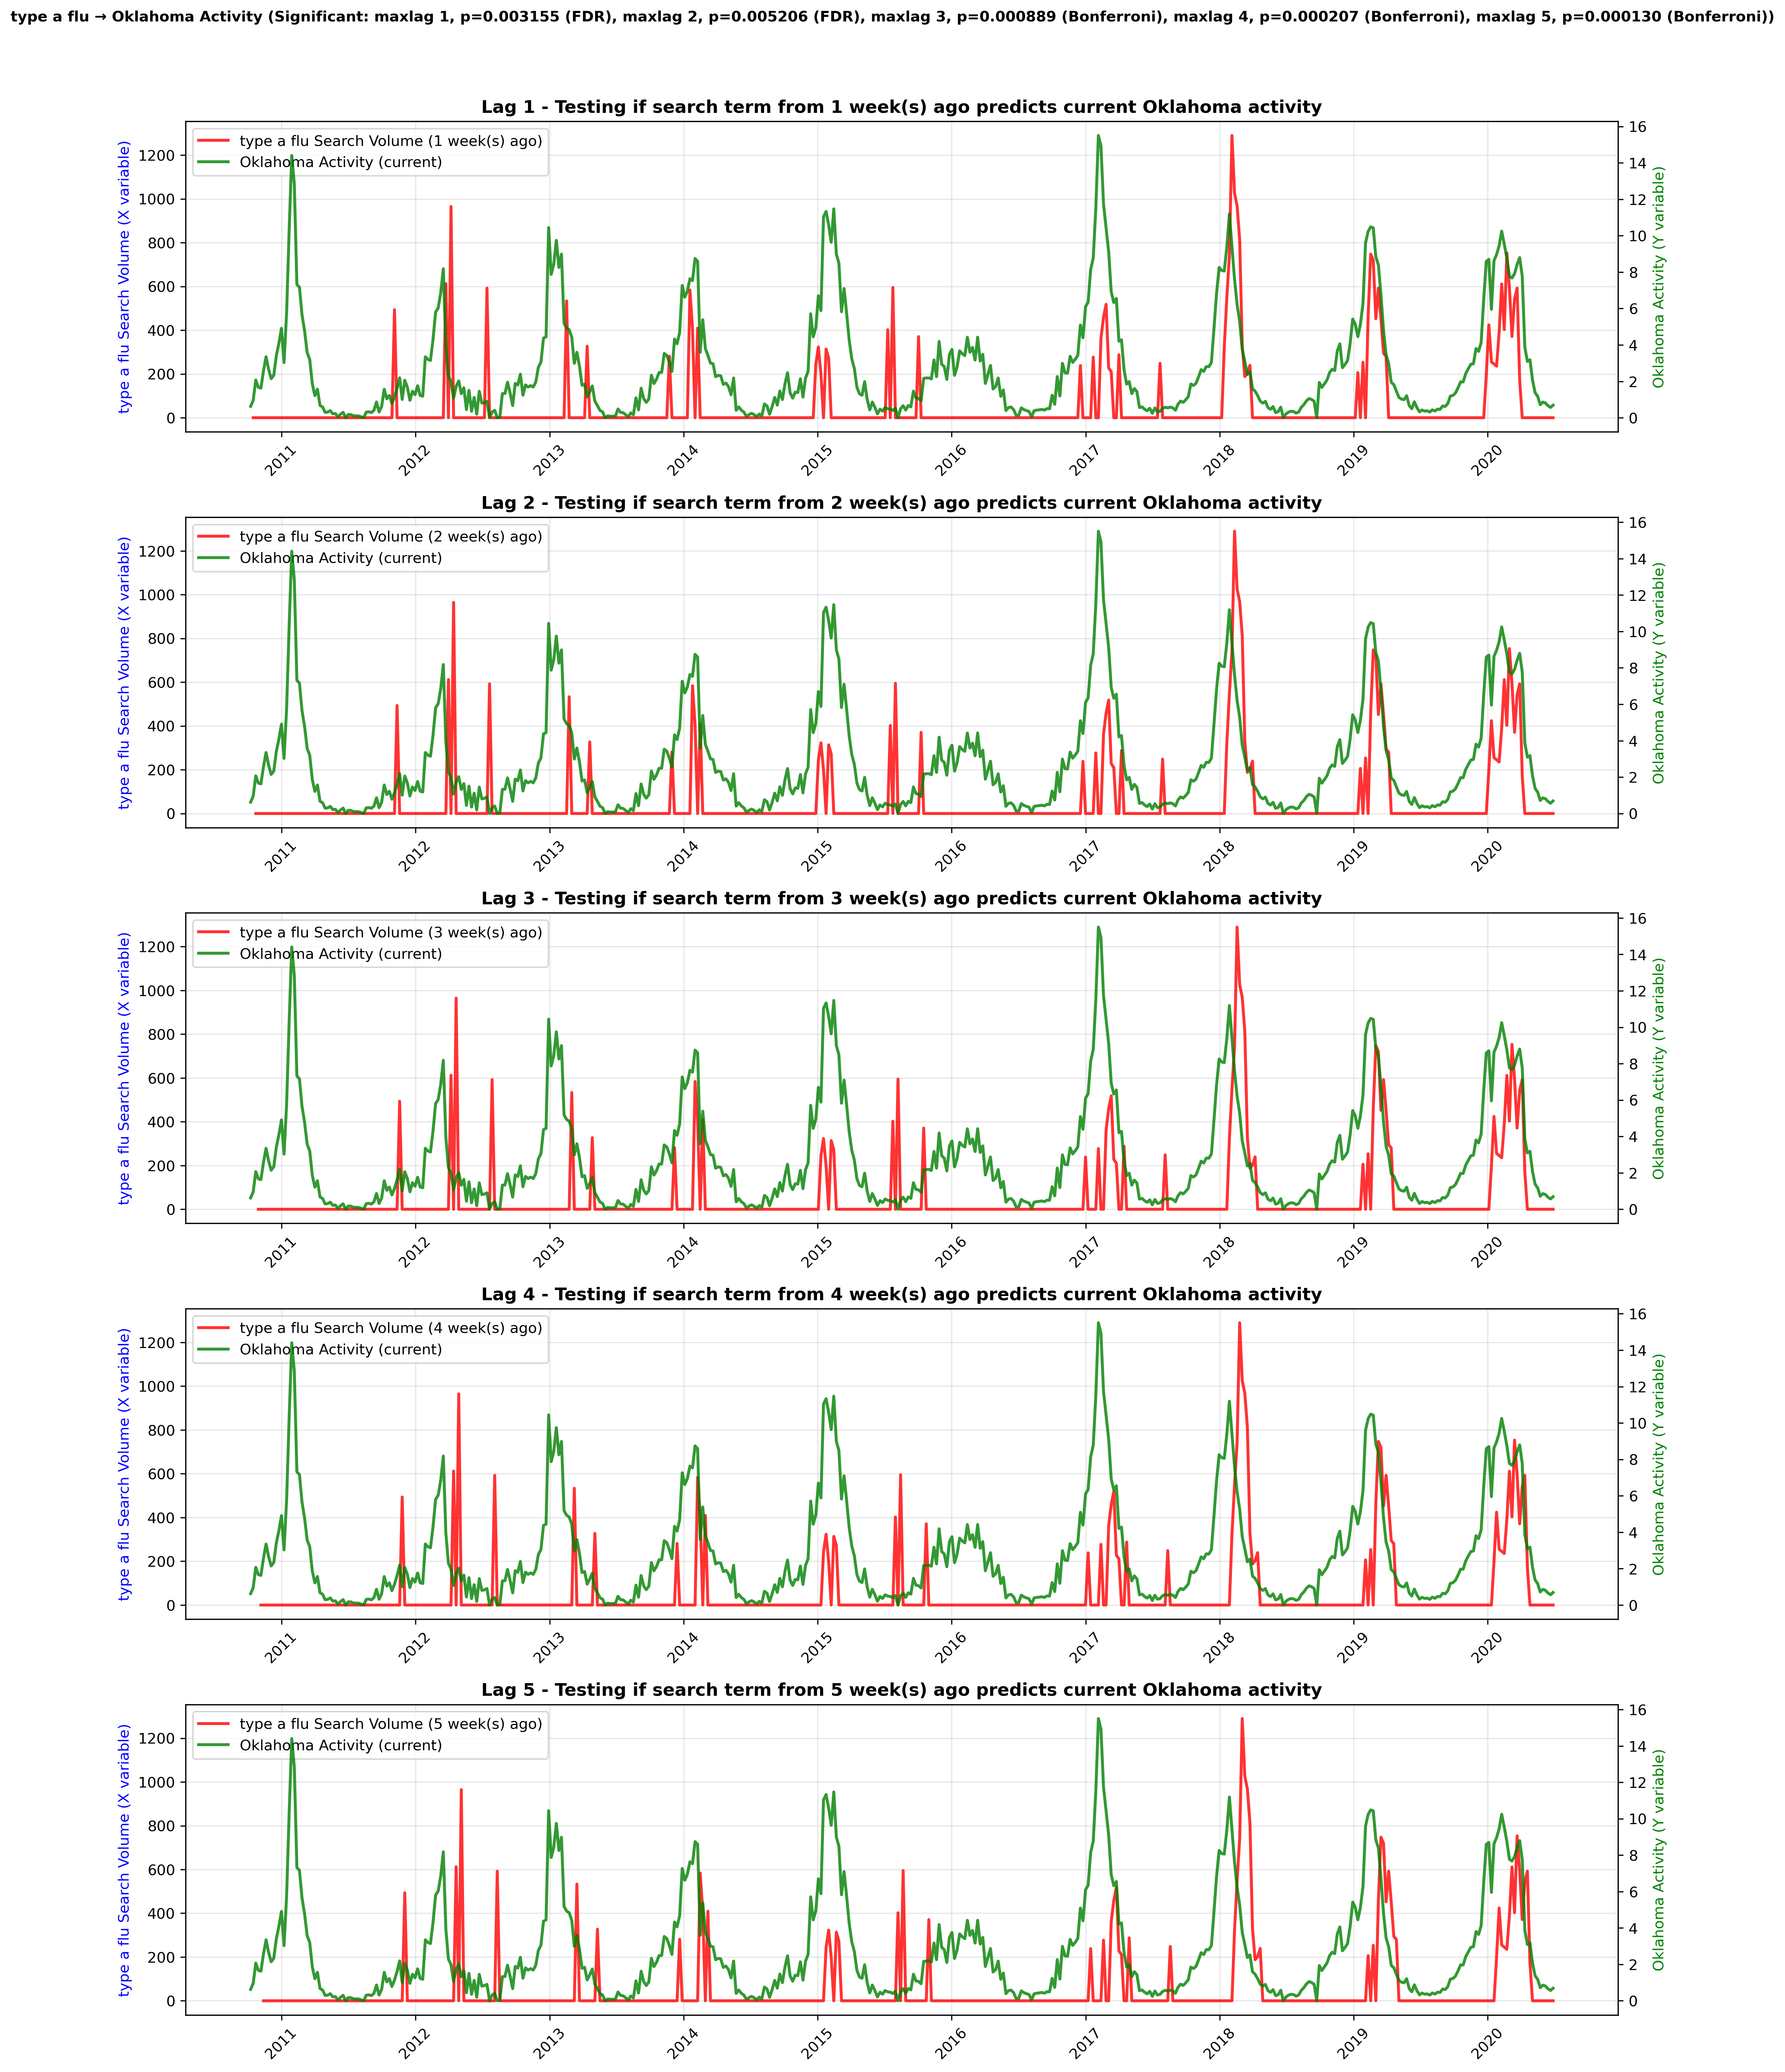 type a flu → Oklahoma Activity (Significant: maxlag 1, p=0.003155 (FDR), maxlag 2, p=0.005206 (FDR), maxlag 3, p=0.000889 (Bonferroni), maxlag 4, p=0.000207 (Bonferroni), maxlag 5, p=0.000130 (Bonferroni))
Lag 1 - Testing if search term from 1 week(s) ago predicts current Oklahoma activity
type a flu Search Volume (1 week(s) ago)
Oklahoma Activity (current)
type a flu Search Volume (X variable)
1200
1000
800
600
400
200
0
16
14
12
10
8
6
4
2
0
Oklahoma Activity (Y variable)
2011 2012 2013 2014 2015 2016 2017 2018 2019 2020
Lag 2 - Testing if search term from 2 week(s) ago predicts current Oklahoma activity
type a flu Search Volume (2 week(s) ago)
Oklahoma Activity (current)
type a flu Search Volume (X variable)
1200
1000
800
600
400
200
0
16
14
12
10
8
6
4
2
0
Oklahoma Activity (Y variable)
2011 2012 2013 2014 2015 2016 2017 2018 2019 2020
Lag 3 - Testing if search term from 3 week(s) ago predicts current Oklahoma activity
type a flu Search Volume (3 week(s) ago)
Oklahoma Activity (current)
type a flu Search Volume (X variable)
1200
1000
800
600
400
200
0
16
14
12
10
8
6
4
2
0
Oklahoma Activity (Y variable)
2011 2012 2013 2014 2015 2016 2017 2018 2019 2020
Lag 4 - Testing if search term from 4 week(s) ago predicts current Oklahoma activity
type a flu Search Volume (4 week(s) ago)
Oklahoma Activity (current)
type a flu Search Volume (X variable)
1200
1000
800
600
400
200
0
16
14
12
10
8
6
4
2
0
Oklahoma Activity (Y variable)
2011 2012 2013 2014 2015 2016 2017 2018 2019 2020
Lag 5 - Testing if search term from 5 week(s) ago predicts current Oklahoma activity
type a flu Search Volume (5 week(s) ago)
Oklahoma Activity (current)
type a flu Search Volume (X variable)
1200
1000
800
600
400
200
0
16
14
12
10
8
6
4
2
0
Oklahoma Activity (Y variable)
2011 2012 2013 2014 2015 2016 2017 2018 2019 2020